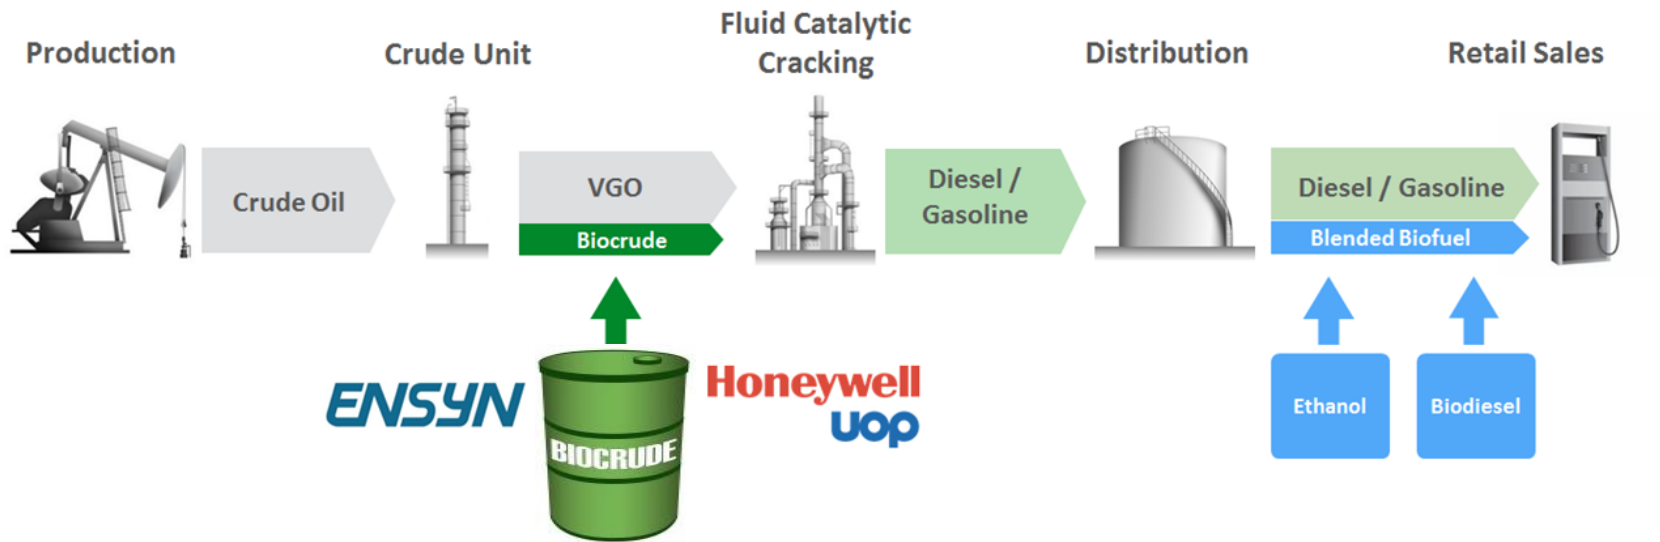 Production
Crude Unit
Fluid Catalytic
Cracking
Distribution
Retail Sales
Crude Oil
VGO
Biocrude
Diesel /
Gasoline
Diesel / Gasoline
Blended Biofuel
ENSYN
BIOCRUDE
Honeywell
uop
Ethanol
Biodiesel